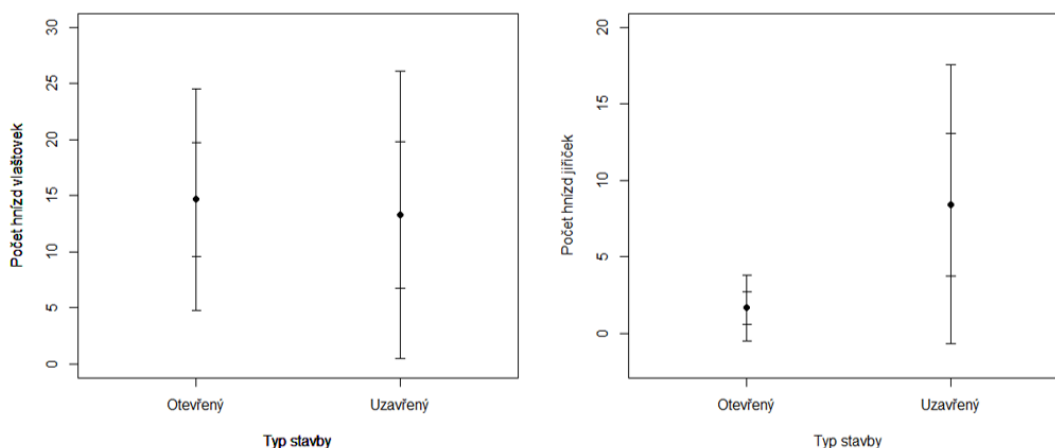 Počet hnízd vlaštovek
30
25
20
15
10
5
0
Otevřený Uzavřený
Typ stavby
Počet hnízd jiřiček
20
15
10
5
0
Otevřený Uzavřený
Typ stavby